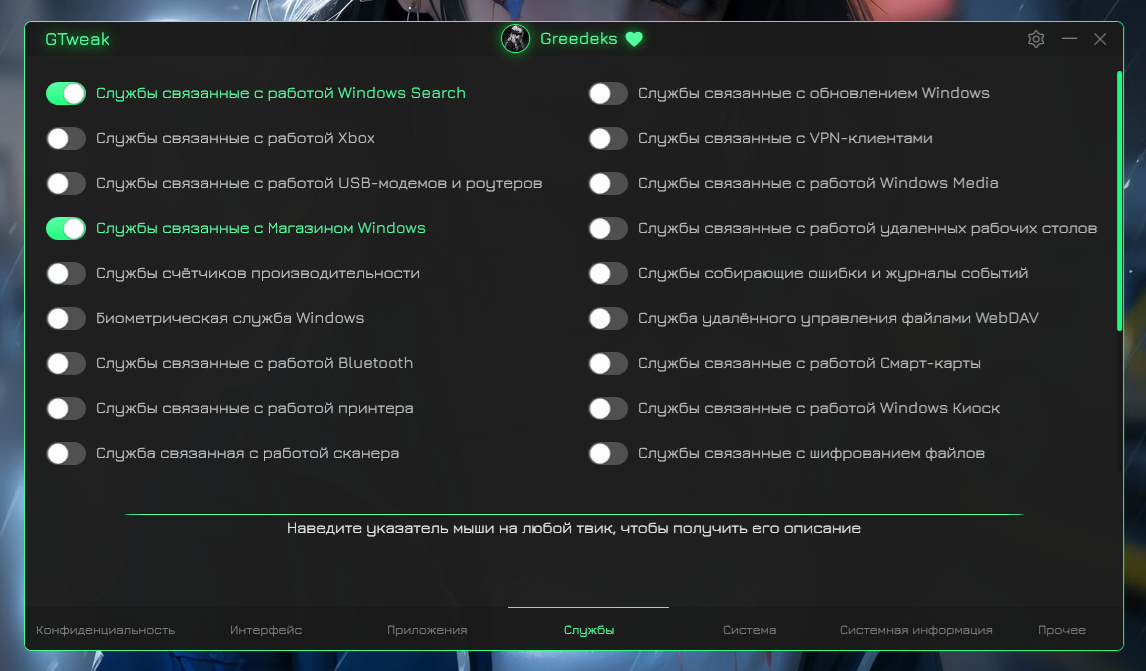 GTweak
Greedeks
Службы связанные с работой Windows Search
Службы связанные с обновлением Windows
Службы связанные с работой Xbox
Службы связанные с VPN-клиентами
Службы связанные с работой USB-модемов и роутеров
Службы связанные с работой Windows Media
Службы связанные с Магазином Windows
Службы связанные с работой удаленных рабочих столов
Службы счётчиков производительности
Службы собирающие ошибки и журналы событий
Биометрическая служба Windows
Служба удалённого управления файлами WebDAV
Службы связанные с работой Bluetooth
Службы связанные с работой Смарт-карты
Службы связанные с работой принтера
Службы связанные с работой Windows Киоск
Служба связанная с работой сканера
Службы связанные с шифрованием файлов
Наведите указатель мыши на любой твик, чтобы получить его описание
Конфиденциальность
Интерфейс
Приложения
Службы
Система
Системная информация
Прочее